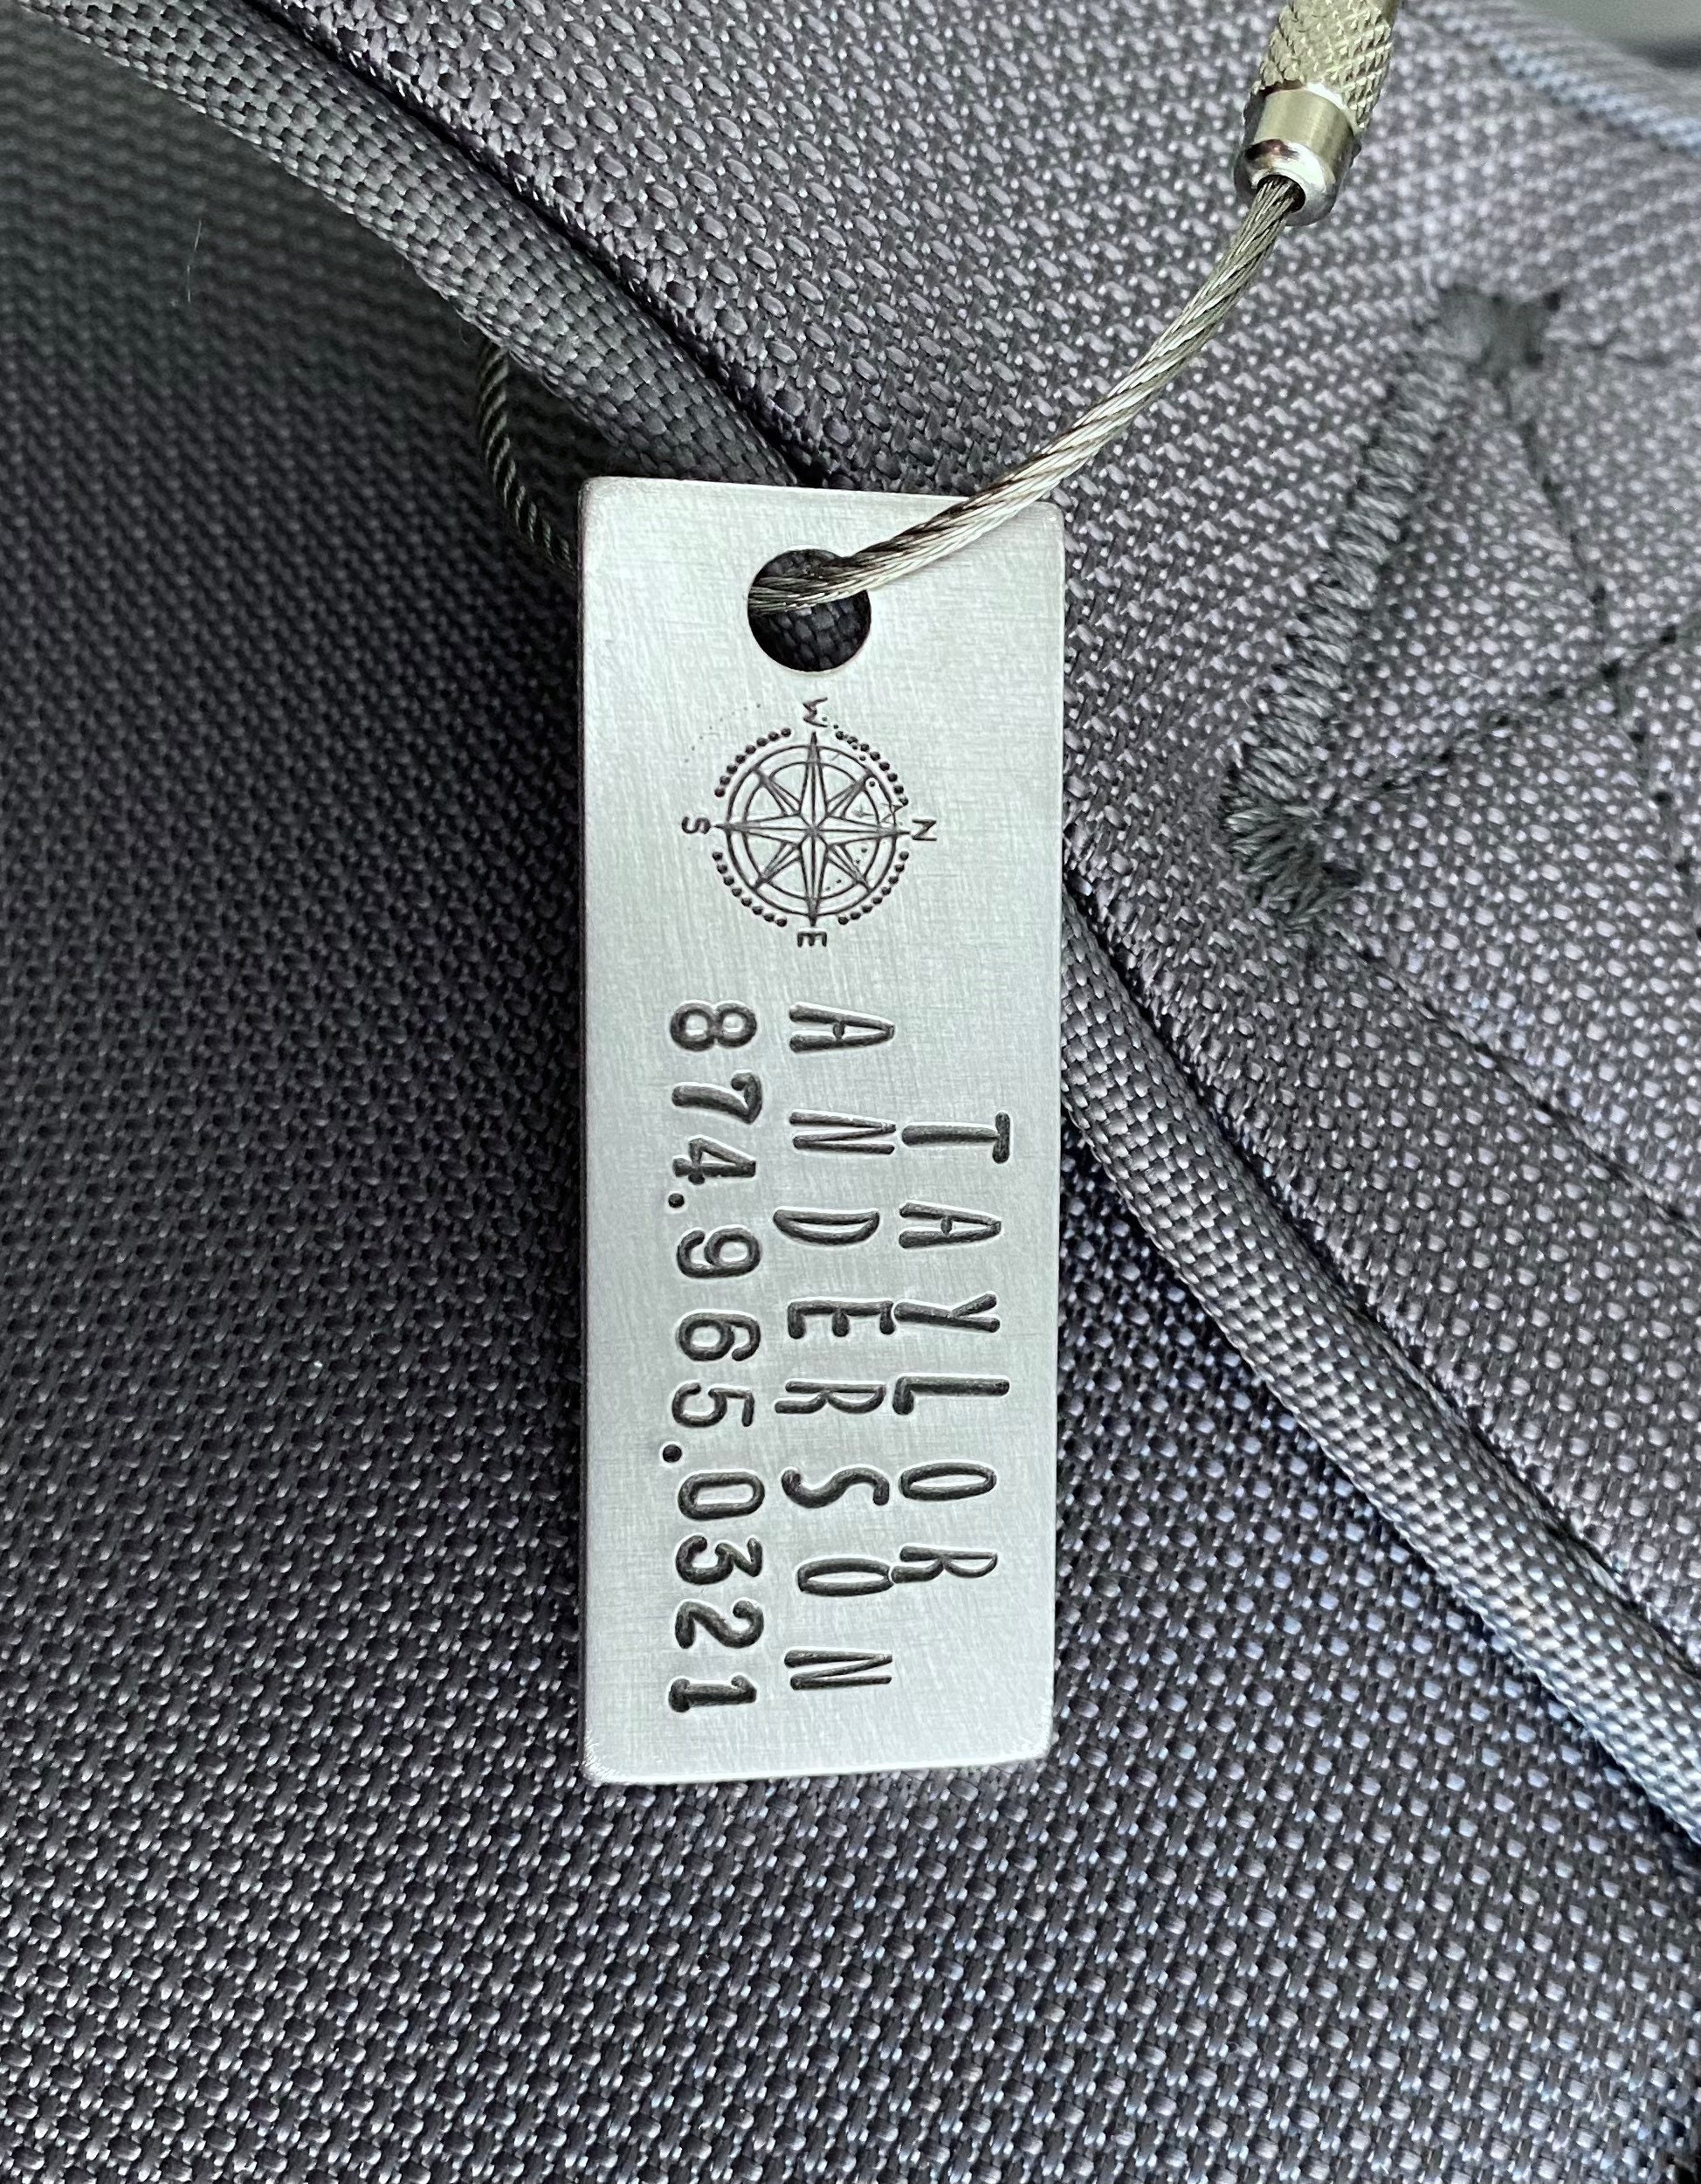 N
W E
S
TAYLOR
ANDERSON
874.965.0321